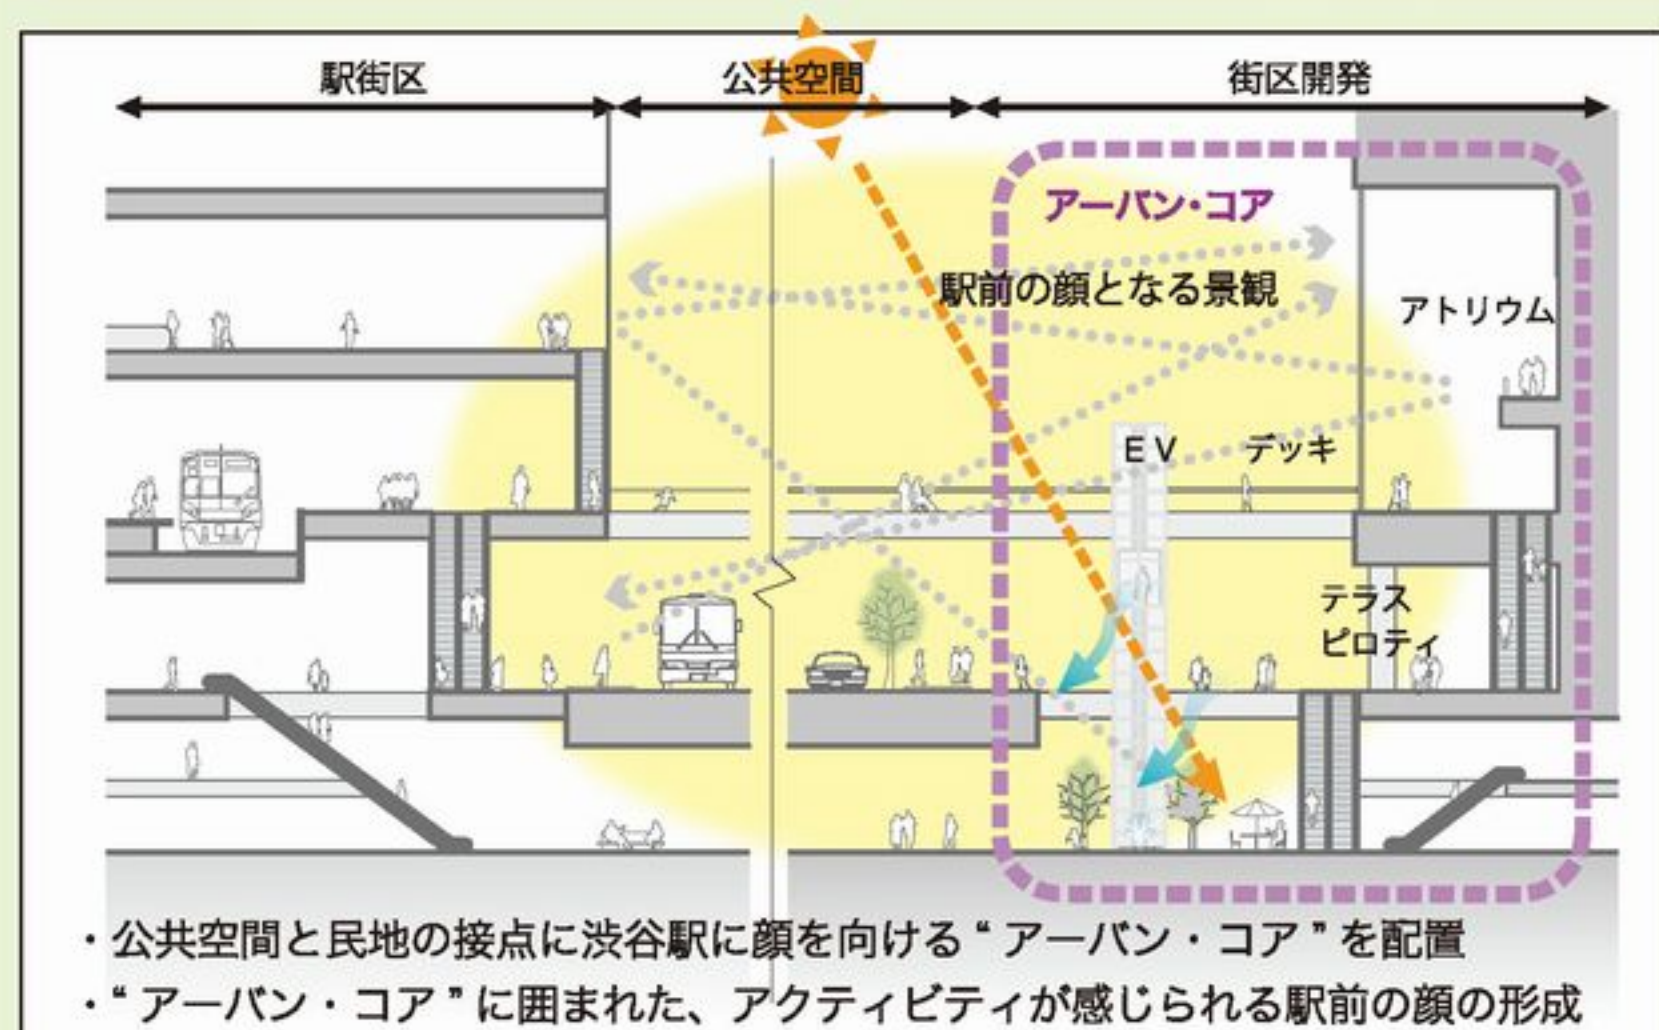 駅街区
公共空間
街区開発
アーバン・コア
駅前の顔となる景観
アトリウム
EV
デッキ
テラス
ピロティ
・公共空間と民地の接点に渋谷駅に顔を向ける“アーバン・コア”を配置
・“アーバン・コア”に囲まれた、アクティビティが感じられる駅前の顔の形成